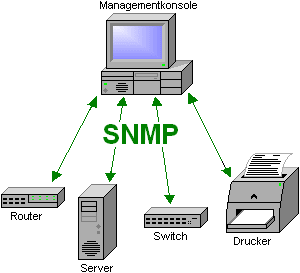 Managementkonsole
SNMP
Router
Server
Switch
Drucker